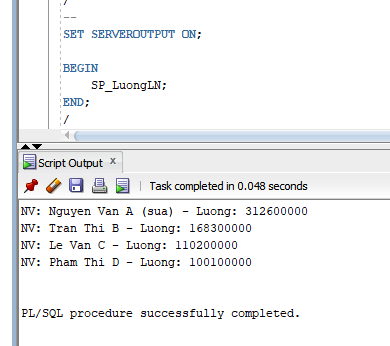 /
--
SET SERVEROUTPUT ON;
BEGIN
SP_LuongLN;
END;
/
Script Output x
Task completed in 0.048 seconds
NV: Nguyen Van A (sua) - Luong: 312600000
NV: Tran Thi B - Luong: 168300000
NV: Le Van C - Luong: 110200000
NV: Pham Thi D - Luong: 100100000
PL/SQL procedure successfully completed.